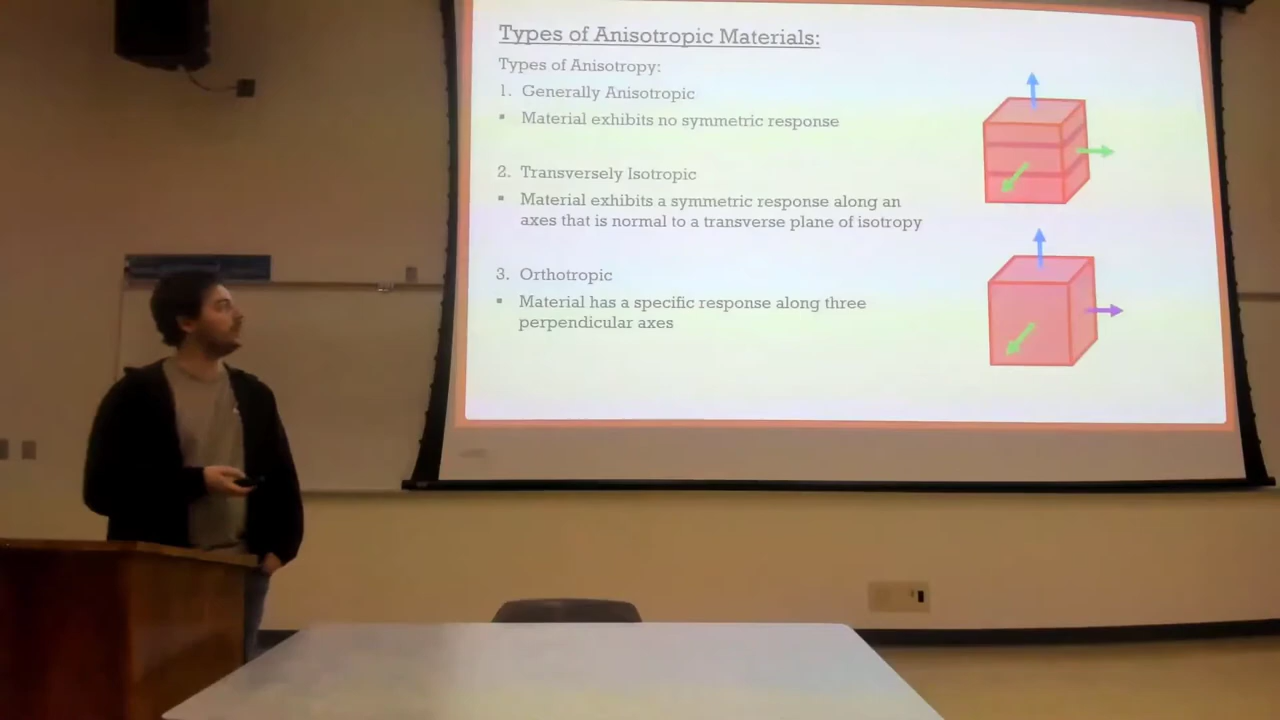 Types of Anisotropic Materials:
Types of Anisotropy:
1. Generally Anisotropic
▪ Material exhibits no symmetric response
2. Transversely Isotropic
▪ Material exhibits a symmetric response along an
axes that is normal to a transverse plane of isotropy
3. Orthotropic
▪ Material has a specific response along three
perpendicular axes